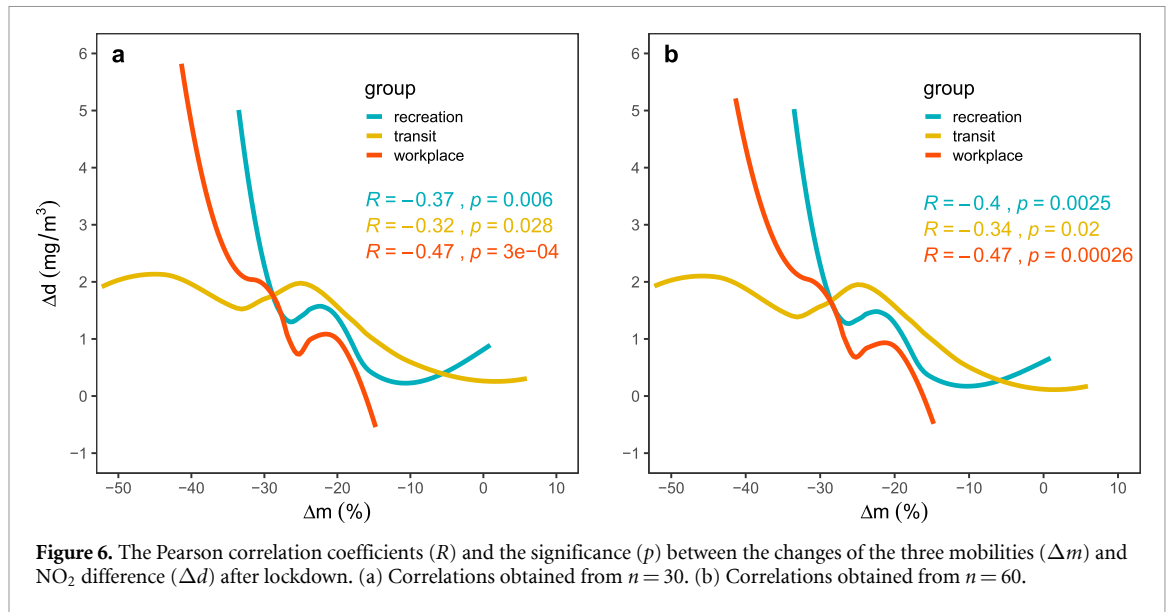 a
6
5
4
3
2
1
0
−1
Δd (mg/m³)
−50
−40
−30
−20
−10
0
10
Δm (%)
group
recreation
transit
workplace
R = −0.37 , p = 0.006
R = −0.32 , p = 0.028
R = −0.47 , p = 3e−04
b
6
5
4
3
2
1
0
−1
−50
−40
−30
−20
−10
0
10
Δm (%)
group
recreation
transit
workplace
R = −0.4 , p = 0.0025
R = −0.34 , p = 0.02
R = −0.47 , p = 0.00026
Figure 6. The Pearson correlation coefficients (R) and the significance (p) between the changes of the three mobilities (Δm) and
NO₂ difference (Δd) after lockdown. (a) Correlations obtained from n = 30. (b) Correlations obtained from n = 60.